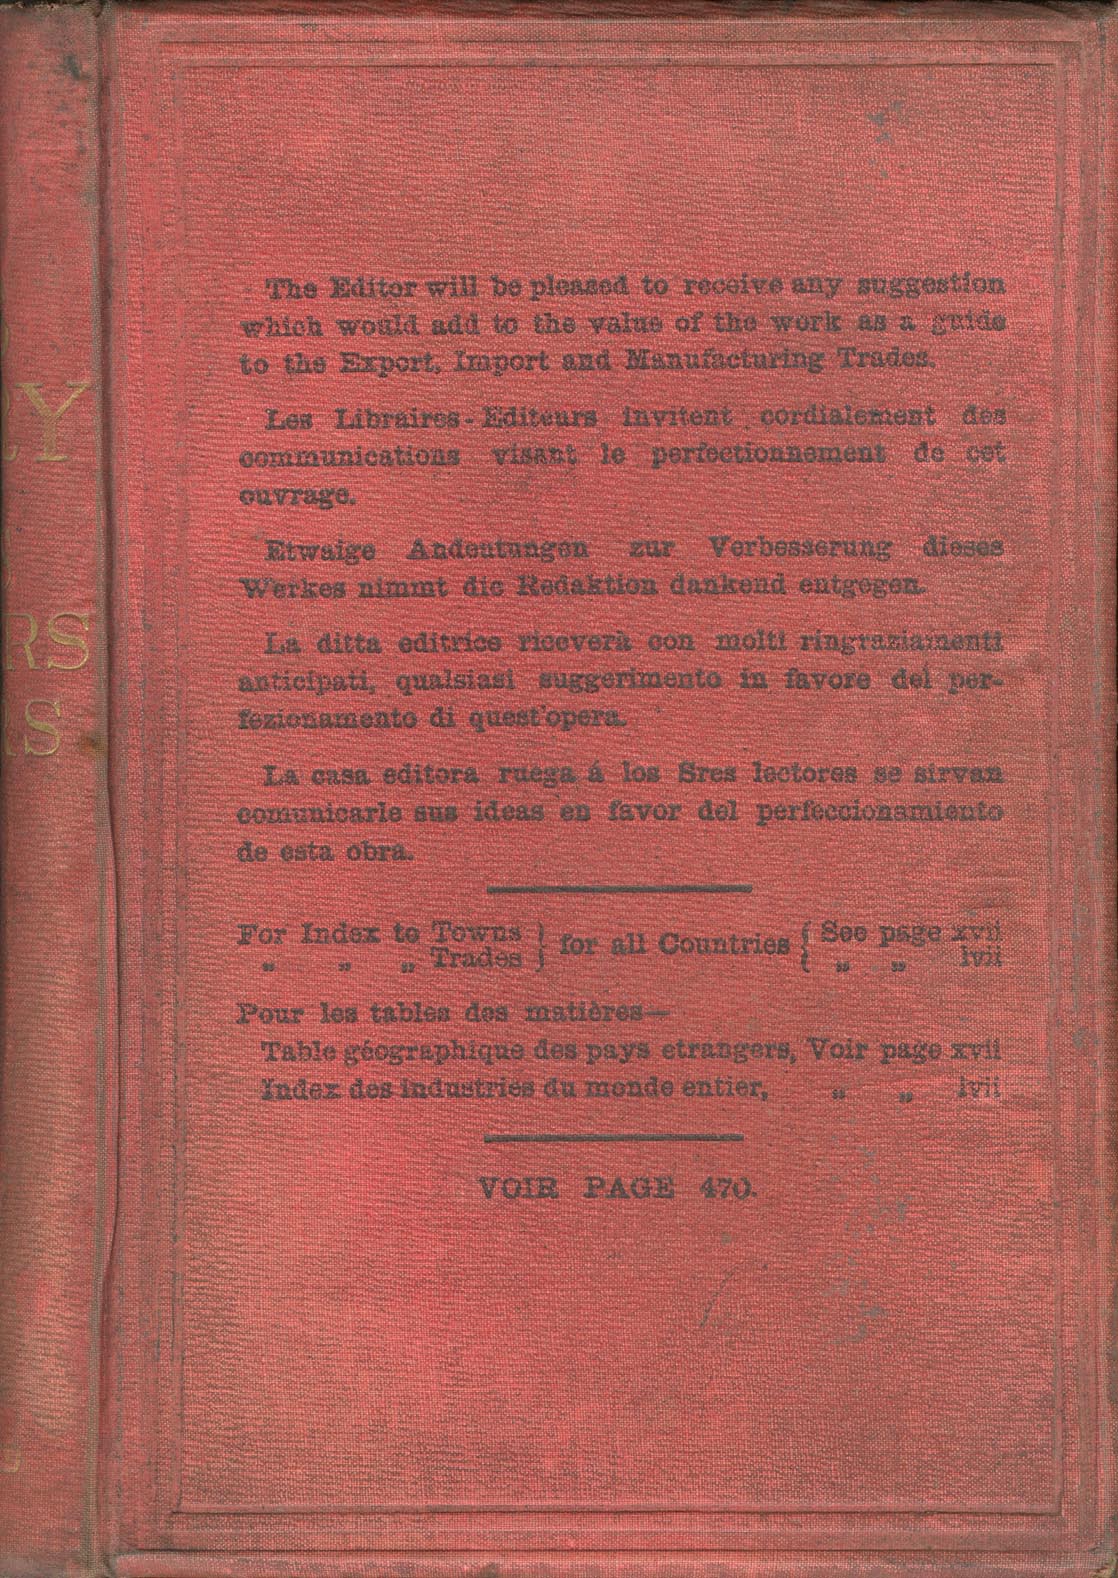 The Editor will be pleased to receive any suggestion
which would add to the value of the work as a guide
to the Export, Import and Manufacturing Trades.
Les Libraires-Editeurs invitent cordialement des
communications visant le perfectionnement de cet
ouvrage.
Etwaige Andeutungen zur Verbesserung dieses
Werkes nimmt die Redaktion dankend entgegen.
La ditta editrice riceverà con molti ringraziamenti
anticipati, qualsiasi suggerimento in favore del per-
fezionamento di quest'opera.
La casa editora ruega á los Sres lectores se sirvan
comunicarle sus ideas en favor del perfeccionamiento
de esta obra.
For Index to Towns } for all Countries { See page xvii
„ „ „ Trades } { „ „ lvii
Pour les tables des matières—
Table géographique des pays etrangers, Voir page xvii
Index des industries du monde entier, „ „ lvii
VOIR PAGE 470.
RY
RS
RS